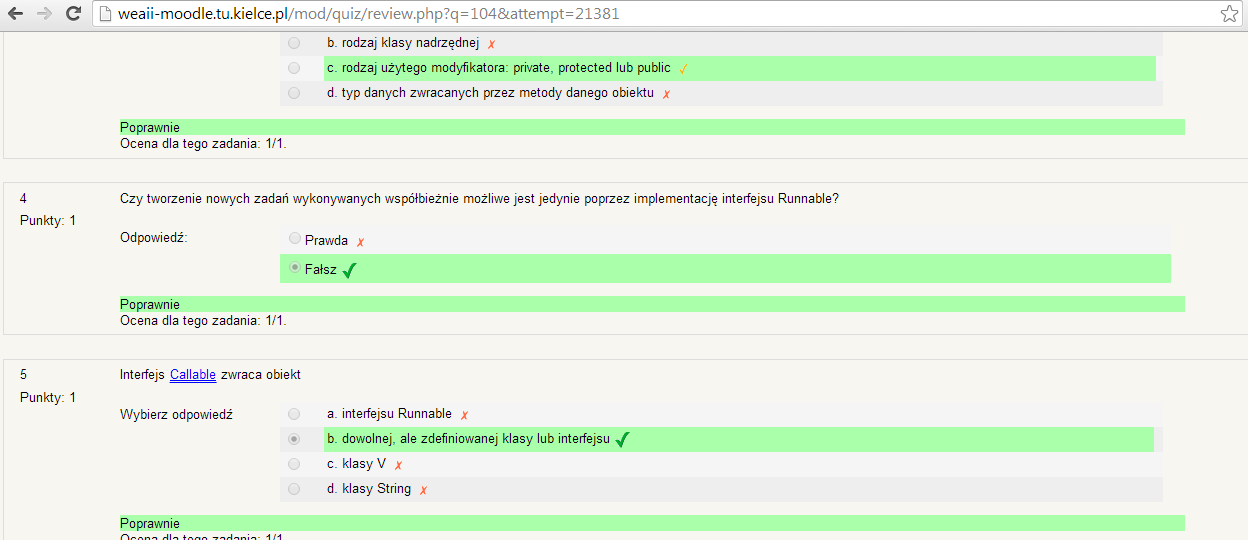 weaii-moodle.tu.kielce.pl/mod/quiz/review.php?q=104&attempt=21381
b. rodzaj klasy nadrzędnej ✗
c. rodzaj użytego modyfikatora: private, protected lub public ✓
d. typ danych zwracanych przez metody danego obiektu ✗
Poprawnie
Ocena dla tego zadania: 1/1.
4
Punkty: 1
Czy tworzenie nowych zadań wykonywanych współbieżnie możliwe jest jedynie poprzez implementację interfejsu Runnable?
Odpowiedź:
Prawda ✗
Fałsz ✓
Poprawnie
Ocena dla tego zadania: 1/1.
5
Punkty: 1
Interfejs Callable zwraca obiekt
Wybierz odpowiedź
a. interfejsu Runnable ✗
b. dowolnej, ale zdefiniowanej klasy lub interfejsu ✓
c. klasy V ✗
d. klasy String ✗
Poprawnie
Ocena dla tego zadania: 1/1.